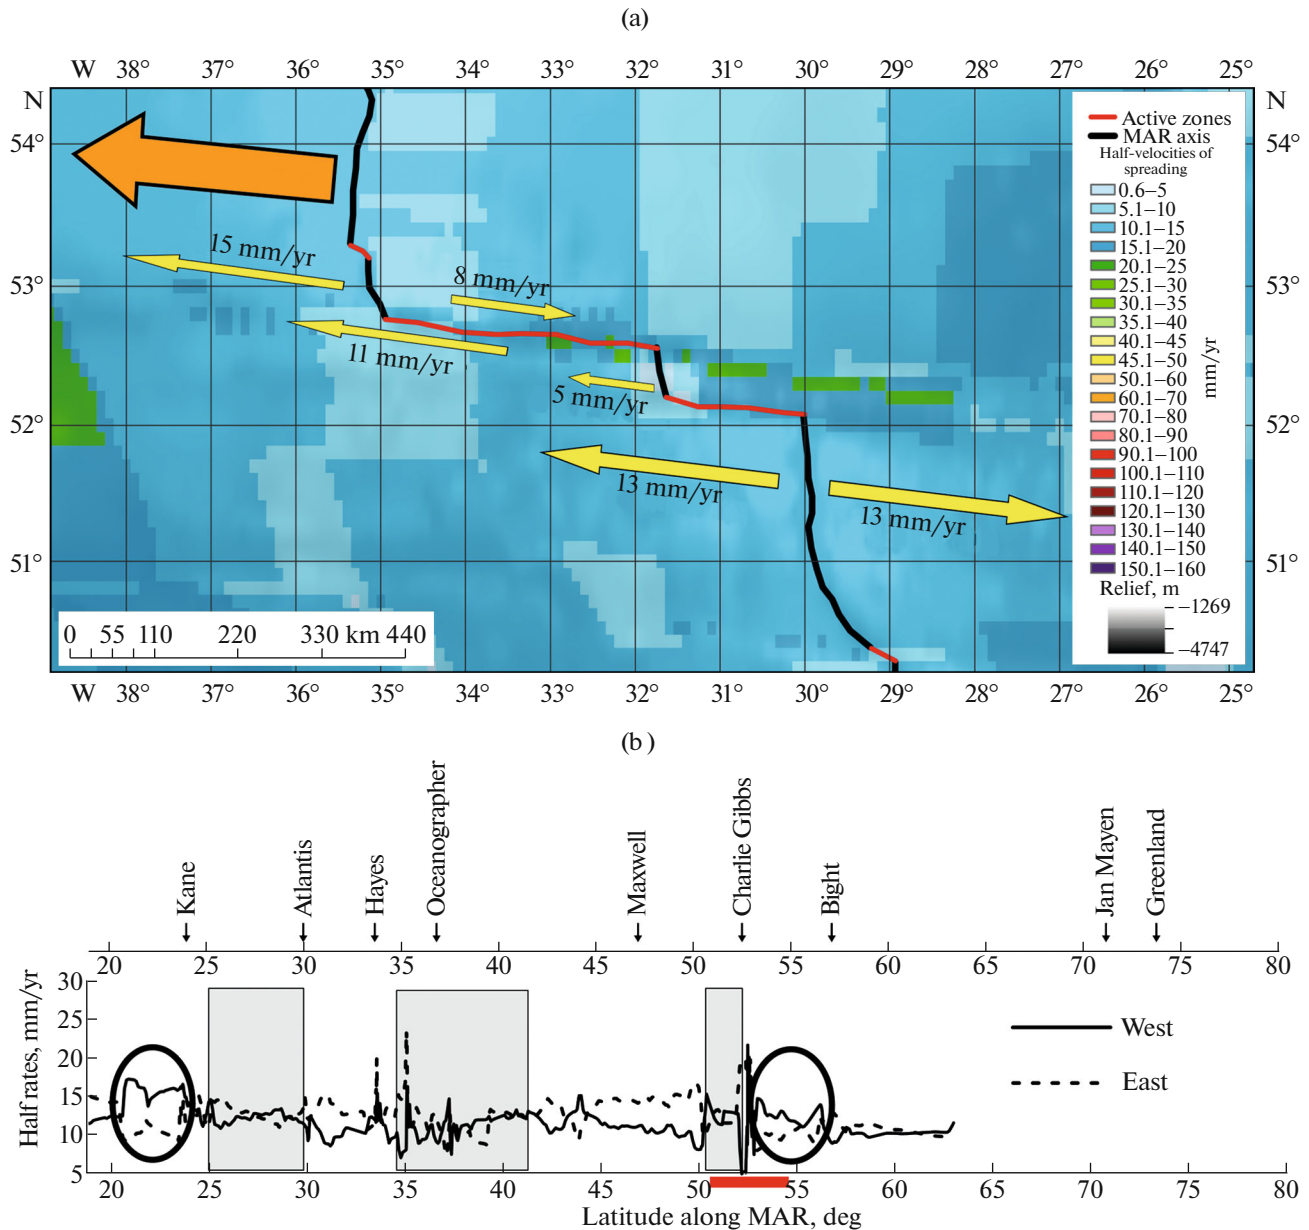 (a)
W 38° 37° 36° 35° 34° 33° 32° 31° 30° 29° 28° 27° 26° 25°
N N
54° 54°
Active zones
MAR axis
Half-velocities of
spreading
0.6–5
5.1–10
10.1–15
15.1–20
20.1–25
25.1–30
30.1–35
35.1–40
40.1–45
45.1–50
50.1–60
60.1–70
70.1–80
80.1–90
90.1–100
100.1–110
110.1–120
120.1–130
130.1–140
140.1–150
150.1–160
mm/yr
Relief, m
−1269
−4747
15 mm/yr
8 mm/yr
53° 53°
11 mm/yr
5 mm/yr
52° 52°
13 mm/yr
13 mm/yr
51° 51°
0 55 110 220 330 km 440
W 38° 37° 36° 35° 34° 33° 32° 31° 30° 29° 28° 27° 26° 25°
(b)
Kane
Atlantis
Hayes
Oceanographer
Maxwell
Charlie Gibbs
Bight
Jan Mayen
Greenland
20 25 30 35 40 45 50 55 60 65 70 75 80
Half rates, mm/yr
30
25
20
15
10
5
West
East
20 25 30 35 40 45 50 55 60 65 70 75 80
Latitude along MAR, deg